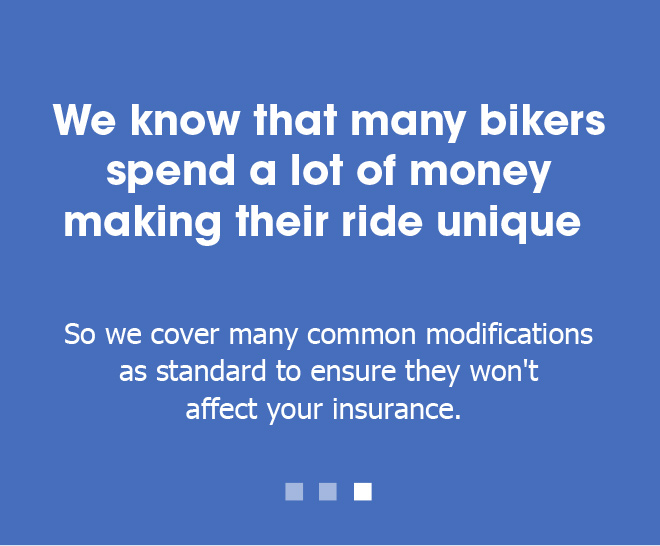 We know that many bikers
spend a lot of money
making their ride unique
So we cover many common modifications
as standard to ensure they won't
affect your insurance.